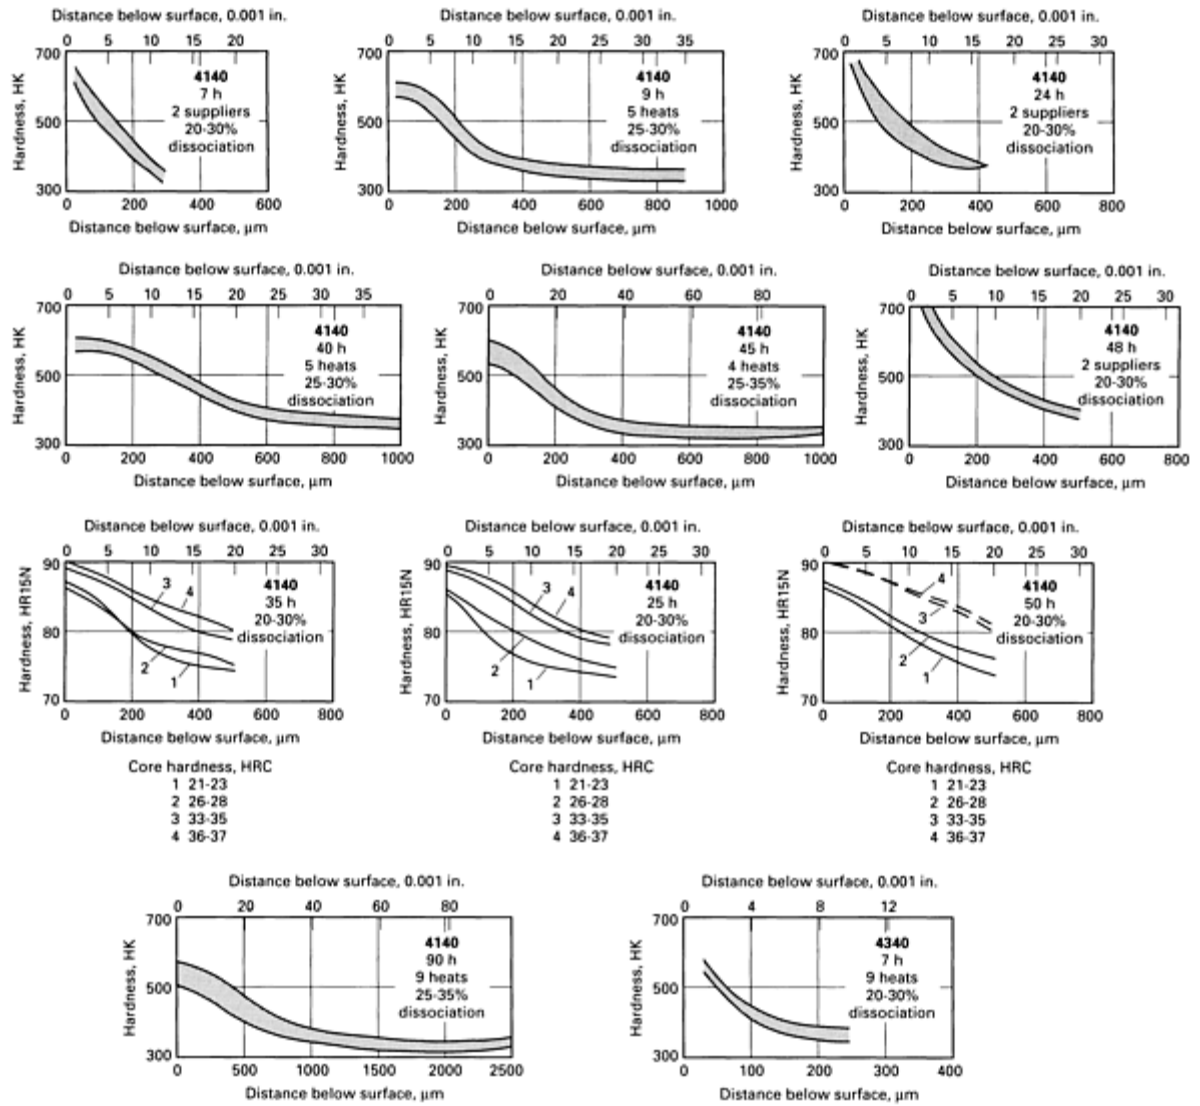 Distance below surface, 0.001 in.
0 5 10 15 20
700
500
300
Hardness, HK
4140
7 h
2 suppliers
20-30%
dissociation
0 200 400 600
Distance below surface, µm
Distance below surface, 0.001 in.
0 5 10 15 20 25 30 35
700
500
300
Hardness, HK
4140
9 h
5 heats
25-30%
dissociation
0 200 400 600 800 1000
Distance below surface, µm
Distance below surface, 0.001 in.
0 5 10 15 20 25 30
700
500
300
Hardness, HK
4140
24 h
2 suppliers
20-30%
dissociation
0 200 400 600 800
Distance below surface, µm
Distance below surface, 0.001 in.
0 5 10 15 20 25 30 35
700
500
300
Hardness, HK
4140
40 h
5 heats
25-30%
dissociation
0 200 400 600 800 1000
Distance below surface, µm
Distance below surface, 0.001 in.
0 20 40 60 80
700
500
300
Hardness, HK
4140
45 h
4 heats
25-35%
dissociation
0 200 400 600 800 1000
Distance below surface, µm
Distance below surface, 0.001 in.
0 5 10 15 20 25 30
700
500
300
Hardness, HK
4140
48 h
2 suppliers
20-30%
dissociation
0 200 400 600 800
Distance below surface, µm
Distance below surface, 0.001 in.
0 5 10 15 20 25 30
90
80
70
Hardness, HR15N
3
4
2
1
4140
35 h
20-30%
dissociation
0 200 400 600 800
Distance below surface, µm
Core hardness, HRC
1 21-23
2 26-28
3 33-35
4 36-37
Distance below surface, 0.001 in.
0 5 10 15 20 25 30
90
80
70
Hardness, HR15N
3
4
2
1
4140
25 h
20-30%
dissociation
0 200 400 600 800
Distance below surface, µm
Core hardness, HRC
1 21-23
2 26-28
3 33-35
4 36-37
Distance below surface, 0.001 in.
0 5 10 15 20 25 30
90
80
70
Hardness, HR15N
4
3
2
1
4140
50 h
20-30%
dissociation
0 200 400 600 800
Distance below surface, µm
Core hardness, HRC
1 21-23
2 26-28
3 33-35
4 36-37
Distance below surface, 0.001 in.
0 20 40 60 80
700
500
300
Hardness, HK
4140
90 h
9 heats
25-35%
dissociation
0 500 1000 1500 2000 2500
Distance below surface, µm
Distance below surface, 0.001 in.
0 4 8 12
700
500
300
Hardness, HK
4340
7 h
9 heats
20-30%
dissociation
0 100 200 300 400
Distance below surface, µm